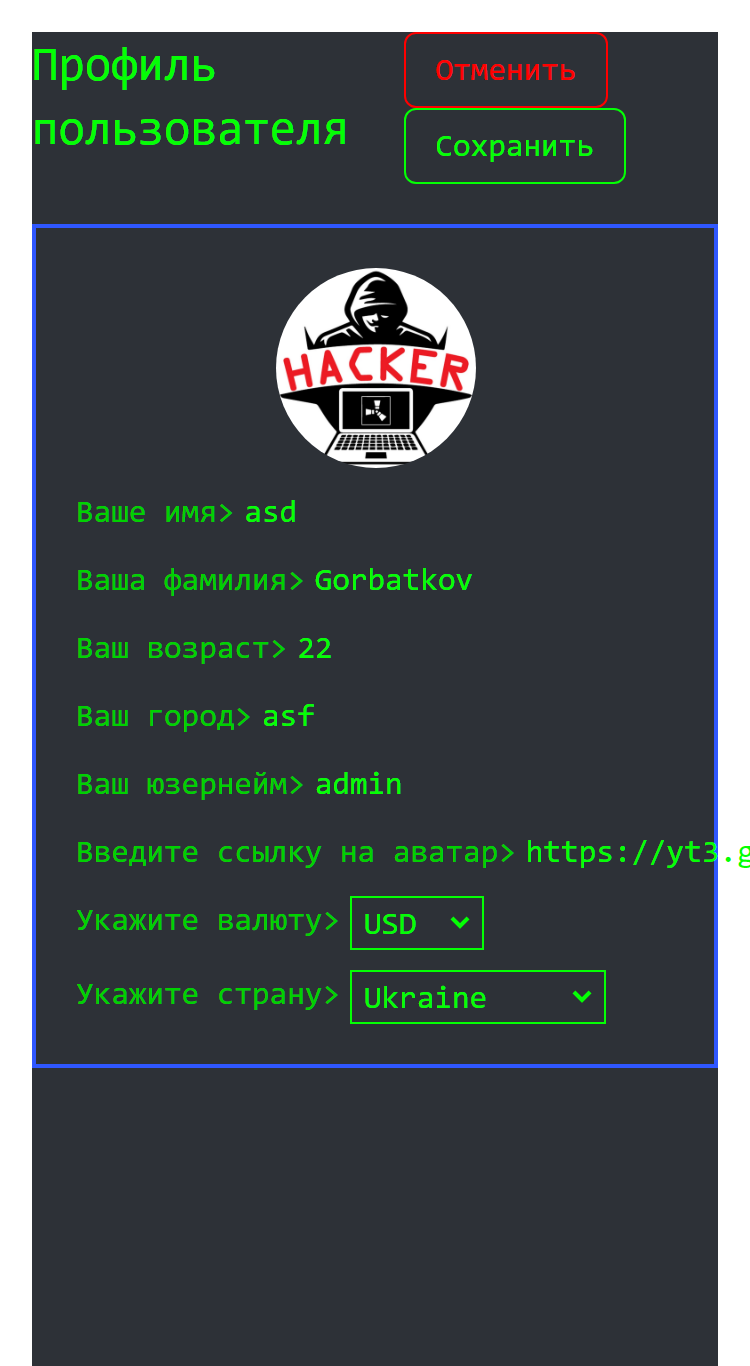 Профиль
пользователя
Отменить
Сохранить
HACKER
Ваше имя> asd
Ваша фамилия> Gorbatkov
Ваш возраст> 22
Ваш город> asf
Ваш юзернейм> admin
Введите ссылку на аватар> https://yt3.g
Укажите валюту> USD
Укажите страну> Ukraine